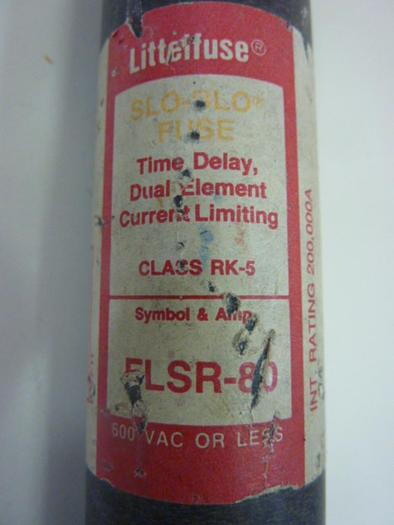 Littelfuse®
SLO-BLO®
FUSE
Time Delay,
Dual Element
Current Limiting
CLASS RK-5
Symbol & Amp.
FLSR-80
600 VAC OR LESS
INT. RATING 200,000A